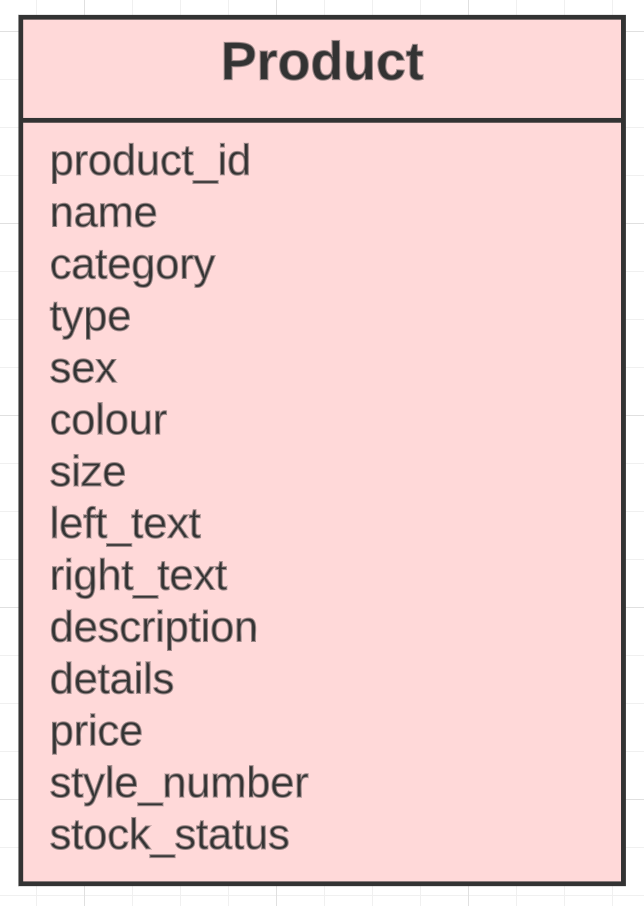 Product
product_id
name
category
type
sex
colour
size
left_text
right_text
description
details
price
style_number
stock_status